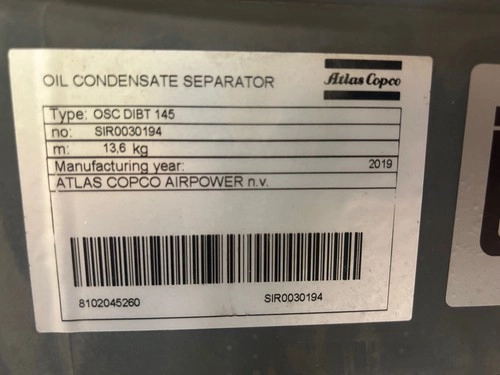 OIL CONDENSATE SEPARATOR
Atlas Copco
Type: OSC DIBT 145
no: SIR0030194
m: 13,6 kg
Manufacturing year: 2019
ATLAS COPCO AIRPOWER n.v.
8102045260 SIR0030194